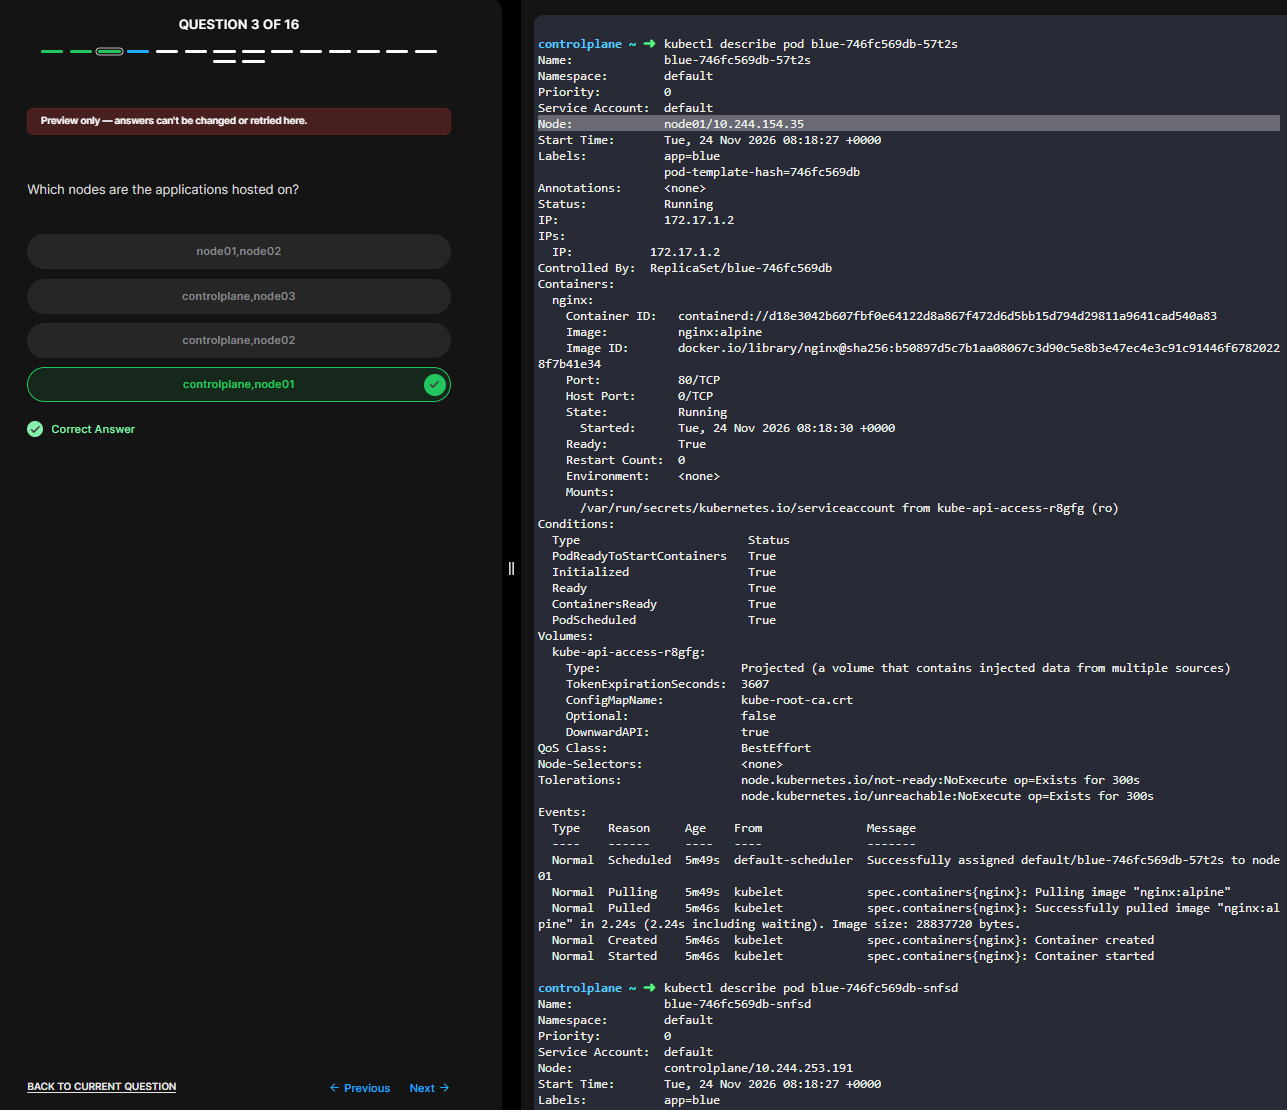 QUESTION 3 OF 16
Preview only — answers can't be changed or retried here.
Which nodes are the applications hosted on?
node01,node02
controlplane,node03
controlplane,node02
controlplane,node01
Correct Answer
BACK TO CURRENT QUESTION
← Previous
Next →
controlplane ~ ➜ kubectl describe pod blue-746fc569db-57t2s
Name:             blue-746fc569db-57t2s
Namespace:        default
Priority:         0
Service Account:  default
Node:             node01/10.244.154.35
Start Time:       Tue, 24 Nov 2026 08:18:27 +0000
Labels:           app=blue
                  pod-template-hash=746fc569db
Annotations:      <none>
Status:           Running
IP:               172.17.1.2
IPs:
  IP:           172.17.1.2
Controlled By:  ReplicaSet/blue-746fc569db
Containers:
  nginx:
    Container ID:   containerd://d18e3042b607fbf0e64122d8a867f472d6d5bb15d794d29811a9641cad540a83
    Image:          nginx:alpine
    Image ID:       docker.io/library/nginx@sha256:b50897d5c7b1aa08067c3d90c5e8b3e47ec4e3c91c91446f6782022
8f7b41e34
    Port:           80/TCP
    Host Port:      0/TCP
    State:          Running
      Started:      Tue, 24 Nov 2026 08:18:30 +0000
    Ready:          True
    Restart Count:  0
    Environment:    <none>
    Mounts:
      /var/run/secrets/kubernetes.io/serviceaccount from kube-api-access-r8gfg (ro)
Conditions:
  Type                        Status
  PodReadyToStartContainers   True
  Initialized                 True
  Ready                       True
  ContainersReady             True
  PodScheduled                True
Volumes:
  kube-api-access-r8gfg:
    Type:                    Projected (a volume that contains injected data from multiple sources)
    TokenExpirationSeconds:  3607
    ConfigMapName:           kube-root-ca.crt
    Optional:                false
    DownwardAPI:             true
QoS Class:                   BestEffort
Node-Selectors:              <none>
Tolerations:                 node.kubernetes.io/not-ready:NoExecute op=Exists for 300s
                             node.kubernetes.io/unreachable:NoExecute op=Exists for 300s
Events:
  Type    Reason     Age    From               Message
  ----    ------     ----   ----               -------
  Normal  Scheduled  5m49s  default-scheduler  Successfully assigned default/blue-746fc569db-57t2s to node
01
  Normal  Pulling    5m49s  kubelet            spec.containers{nginx}: Pulling image "nginx:alpine"
  Normal  Pulled     5m46s  kubelet            spec.containers{nginx}: Successfully pulled image "nginx:al
pine" in 2.24s (2.24s including waiting). Image size: 28837720 bytes.
  Normal  Created    5m46s  kubelet            spec.containers{nginx}: Container created
  Normal  Started    5m46s  kubelet            spec.containers{nginx}: Container started
controlplane ~ ➜ kubectl describe pod blue-746fc569db-snfsd
Name:             blue-746fc569db-snfsd
Namespace:        default
Priority:         0
Service Account:  default
Node:             controlplane/10.244.253.191
Start Time:       Tue, 24 Nov 2026 08:18:27 +0000
Labels:           app=blue